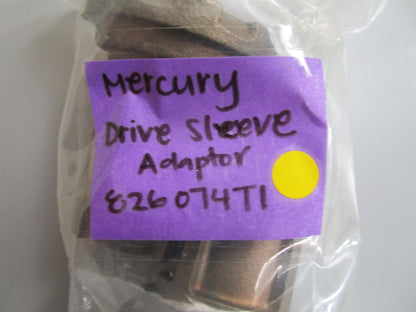 Mercury
Drive Sleeve
Adaptor
826074T1